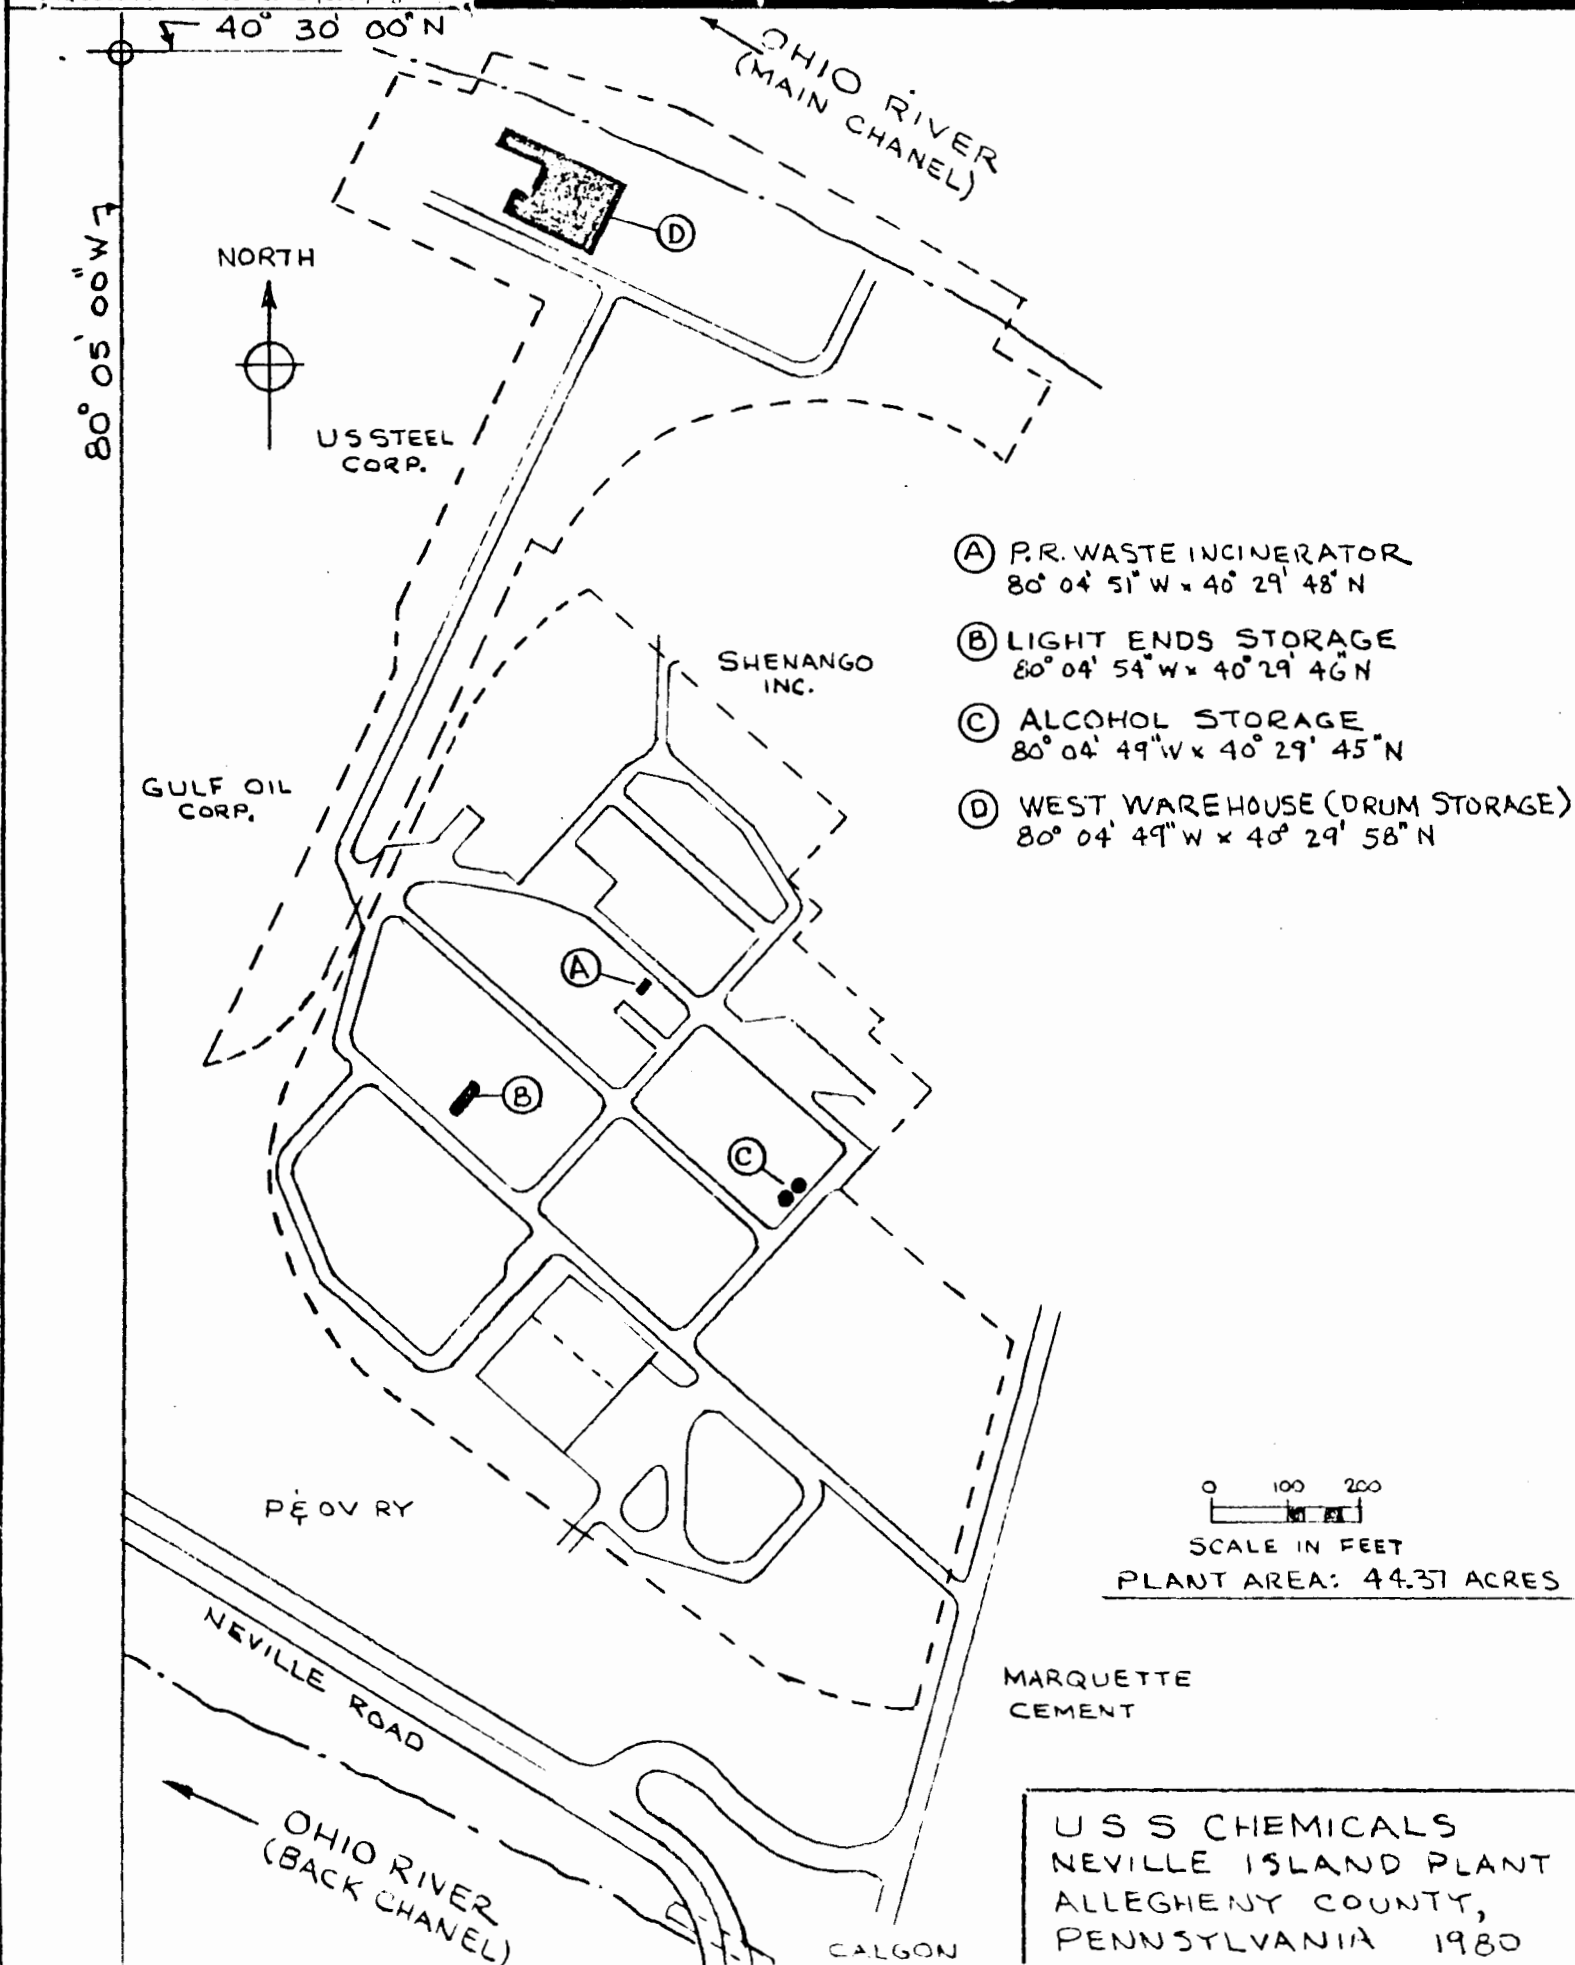 40° 30' 00" N
OHIO RIVER
(MAIN CHANEL)
80° 05' 00" W
NORTH
D
US STEEL
CORP.
A P.R. WASTE INCINERATOR
80° 04' 51" W x 40° 29' 48" N
B LIGHT ENDS STORAGE
80° 04' 54" W x 40° 29' 46" N
C ALCOHOL STORAGE
80° 04' 49" W x 40° 29' 45" N
D WEST WAREHOUSE (DRUM STORAGE)
80° 04' 49" W x 40° 29' 58" N
SHENANGO
INC.
GULF OIL
CORP.
A
B
C
P & OV RY
0 100 200
SCALE IN FEET
PLANT AREA: 44.37 ACRES
NEVILLE ROAD
MARQUETTE
CEMENT
OHIO RIVER
(BACK CHANEL)
CALGON
USS CHEMICALS
NEVILLE ISLAND PLANT
ALLEGHENY COUNTY,
PENNSYLVANIA 1980